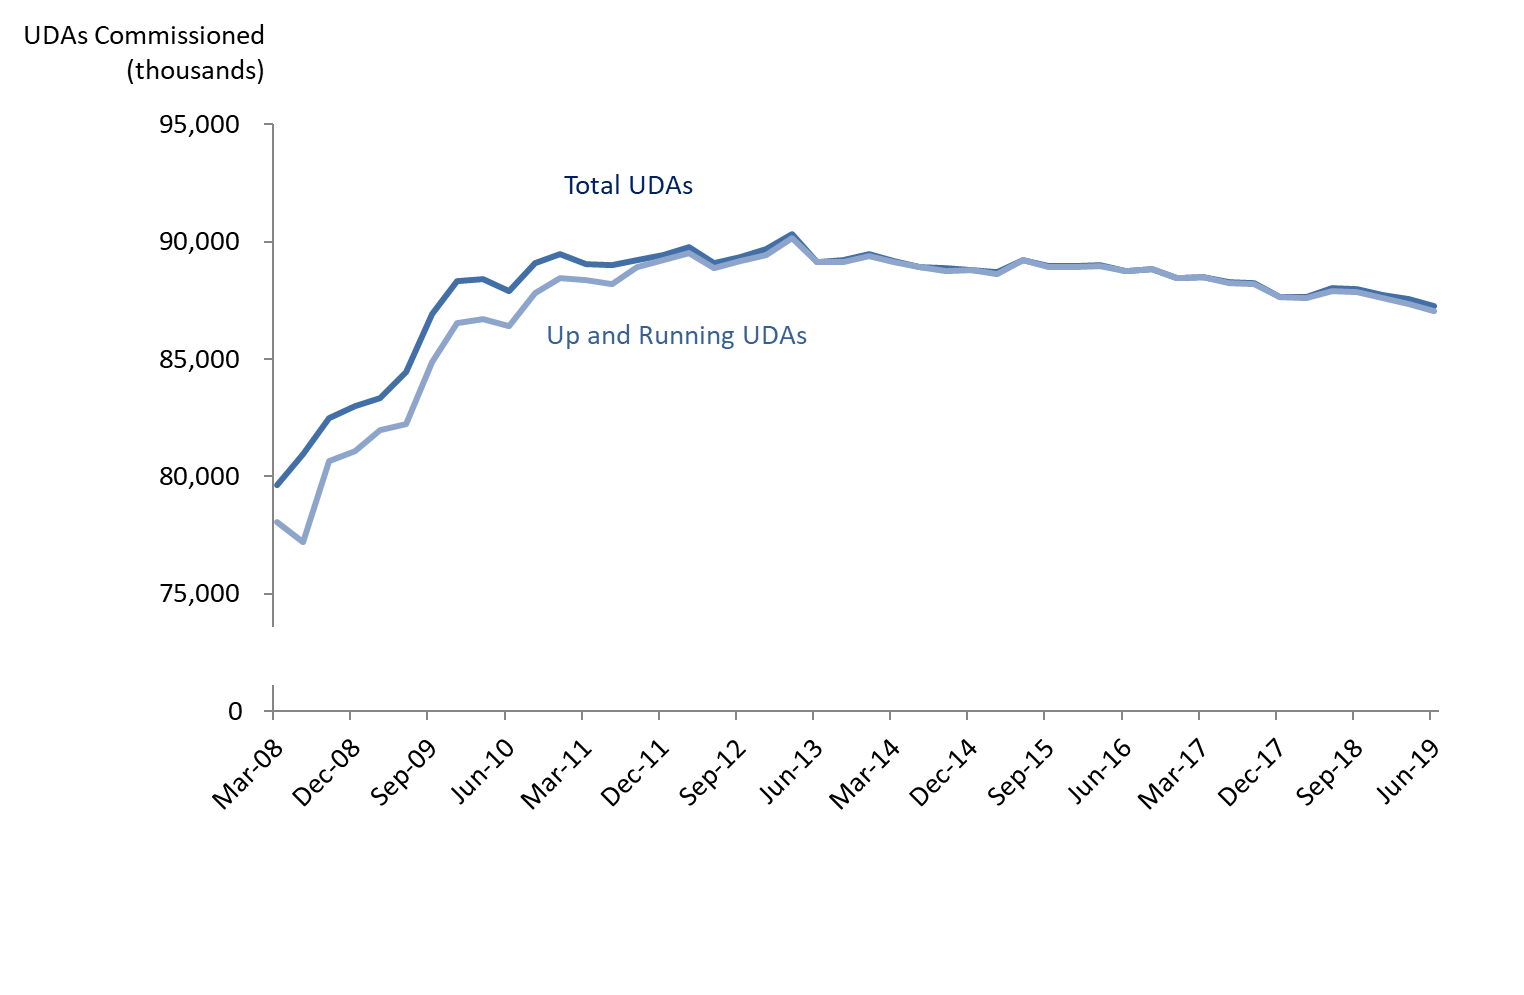 UDAs Commissioned
(thousands)
95,000
Total UDAs
90,000
Up and Running UDAs
85,000
80,000
75,000
0
Mar-08
Dec-08
Sep-09
Jun-10
Mar-11
Dec-11
Sep-12
Jun-13
Mar-14
Dec-14
Sep-15
Jun-16
Mar-17
Dec-17
Sep-18
Jun-19